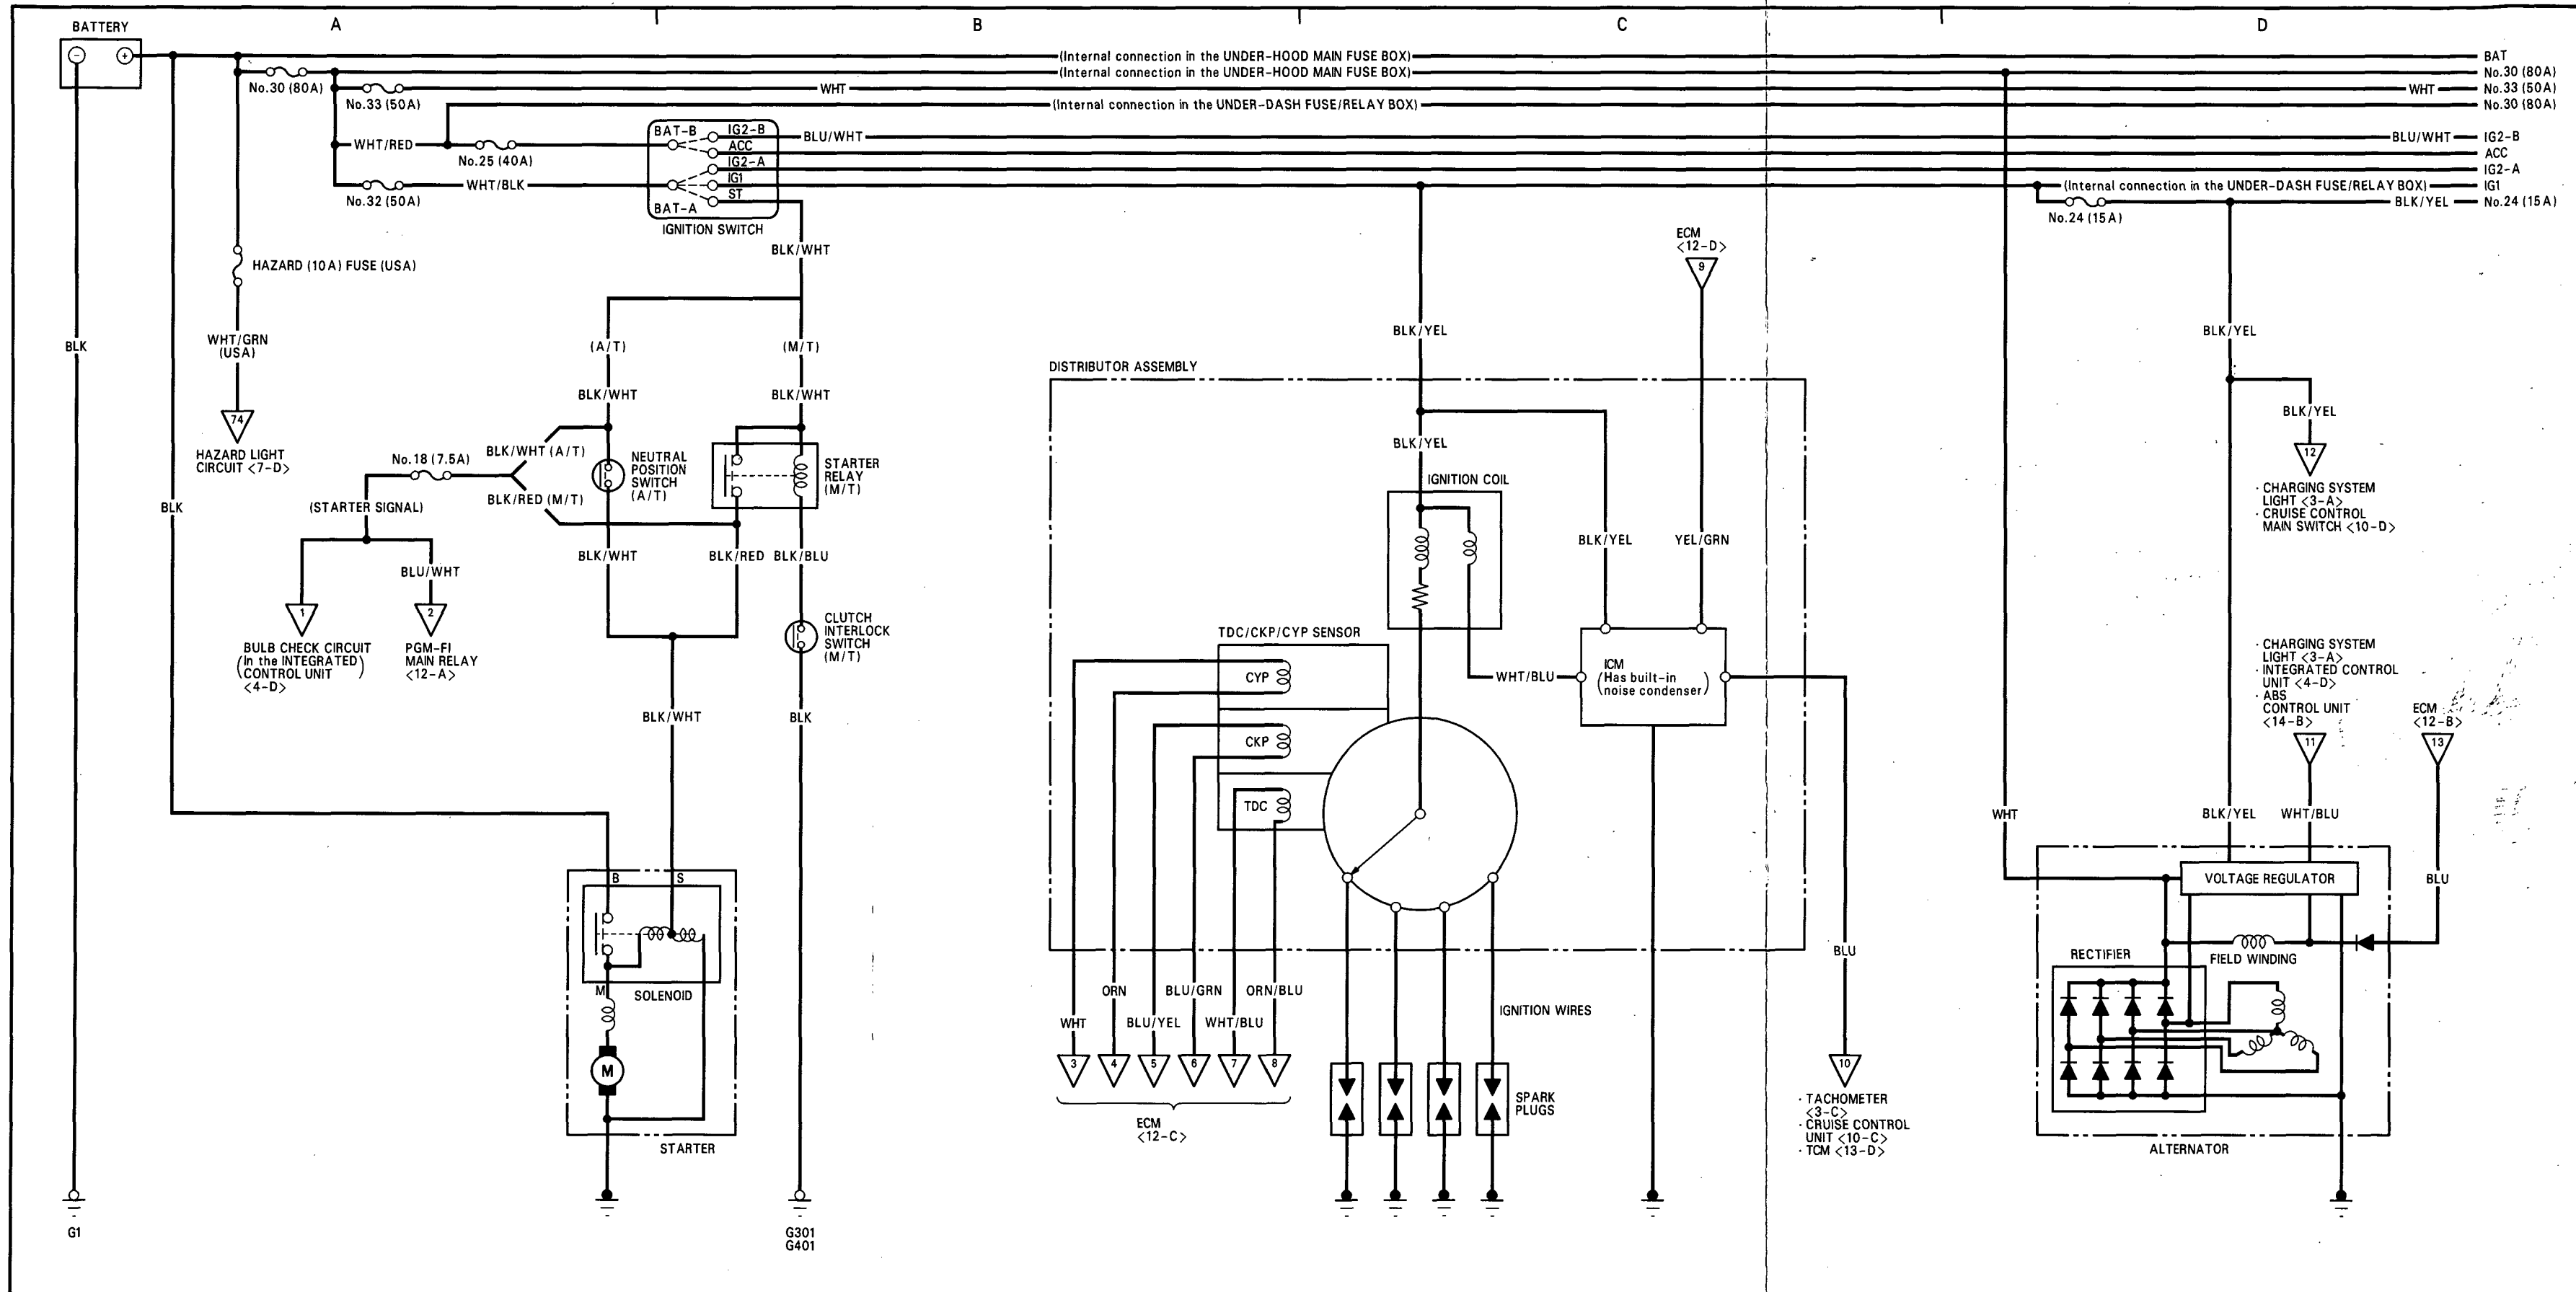 A
B
C
D
BATTERY
(Internal connection in the UNDER-HOOD MAIN FUSE BOX)
BAT
(Internal connection in the UNDER-HOOD MAIN FUSE BOX)
No.30 (80A)
No.30 (80A)
WHT
WHT
No.33 (50A)
No.33 (50A)
(Internal connection in the UNDER-DASH FUSE/RELAY BOX)
No.30 (80A)
BAT-B
IG2-B
BLU/WHT
BLU/WHT
IG2-B
WHT/RED
No.25 (40A)
ACC
ACC
IG2-A
IG2-A
WHT/BLK
IG1
(Internal connection in the UNDER-DASH FUSE/RELAY BOX)
IG1
No.32 (50A)
BAT-A
ST
BLK/YEL
No.24 (15A)
No.24 (15A)
IGNITION SWITCH
BLK/WHT
ECM
<12-D>
9
HAZARD (10A) FUSE (USA)
BLK
WHT/GRN
(USA)
(A/T)
(M/T)
BLK/YEL
BLK/YEL
DISTRIBUTOR ASSEMBLY
BLK/WHT
BLK/WHT
74
HAZARD LIGHT
CIRCUIT <7-D>
BLK
No.18 (7.5A)
BLK/WHT (A/T)
BLK/RED (M/T)
(STARTER SIGNAL)
NEUTRAL
POSITION
SWITCH
(A/T)
STARTER
RELAY
(M/T)
BLK/YEL
BLK/YEL
12
IGNITION COIL
· CHARGING SYSTEM
LIGHT <3-A>
· CRUISE CONTROL
MAIN SWITCH <10-D>
BLK/WHT
BLK/RED
BLK/BLU
BLK/YEL
YEL/GRN
BLU/WHT
1
2
BULB CHECK CIRCUIT
(In the INTEGRATED)
CONTROL UNIT
<4-D>
PGM-FI
MAIN RELAY
<12-A>
CLUTCH
INTERLOCK
SWITCH
(M/T)
TDC/CKP/CYP SENSOR
CYP
CKP
TDC
WHT/BLU
ICM
(Has built-in
noise condenser)
· CHARGING SYSTEM
LIGHT <3-A>
· INTEGRATED CONTROL
UNIT <4-D>
· ABS
CONTROL UNIT
<14-B>
ECM
<12-B>
11
13
BLK/WHT
BLK
WHT
BLK/YEL
WHT/BLU
B
S
VOLTAGE REGULATOR
BLU
BLU
RECTIFIER
FIELD WINDING
M
SOLENOID
M
STARTER
ORN
BLU/GRN
ORN/BLU
WHT
BLU/YEL
WHT/BLU
IGNITION WIRES
3
4
5
6
7
8
10
ECM
<12-C>
SPARK
PLUGS
· TACHOMETER
<3-C>
· CRUISE CONTROL
UNIT <10-C>
· TCM <13-D>
ALTERNATOR
G1
G301
G401